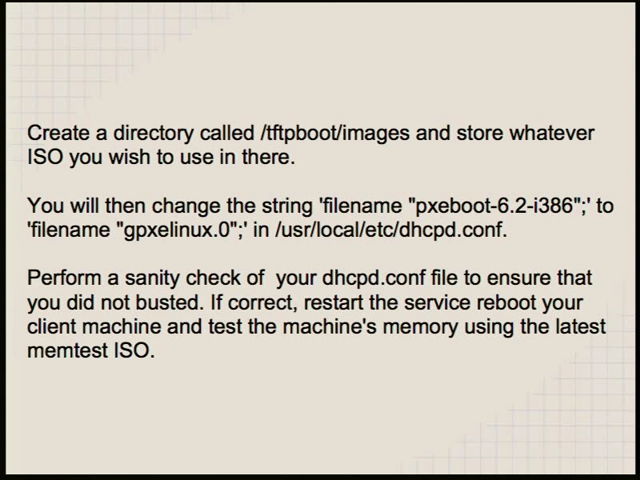 Create a directory called /tftpboot/images and store whatever
ISO you wish to use in there.
You will then change the string 'filename "pxeboot-6.2-i386";' to
'filename "gpxelinux.0";' in /usr/local/etc/dhcpd.conf.
Perform a sanity check of  your dhcpd.conf file to ensure that
you did not busted. If correct, restart the service reboot your
client machine and test the machine's memory using the latest
memtest ISO.